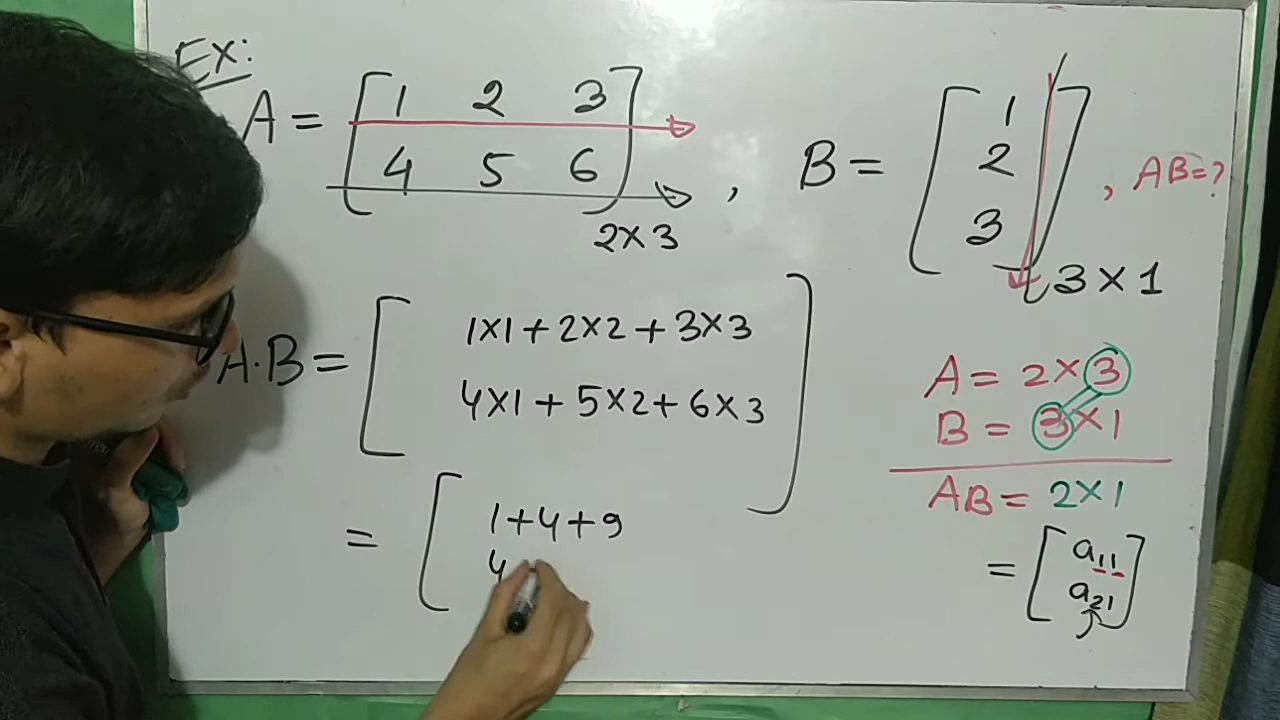 Ex:
A = [ 1 2 3
4 5 6 ] 2×3 ,
B = [ 1
2
3 ] 3×1 , AB=?
A·B = [ 1×1+2×2+3×3
4×1+5×2+6×3 ]
= [ 1+4+9
4
A = 2×3
B = 3×1
AB = 2×1
= [ a11
a21 ]